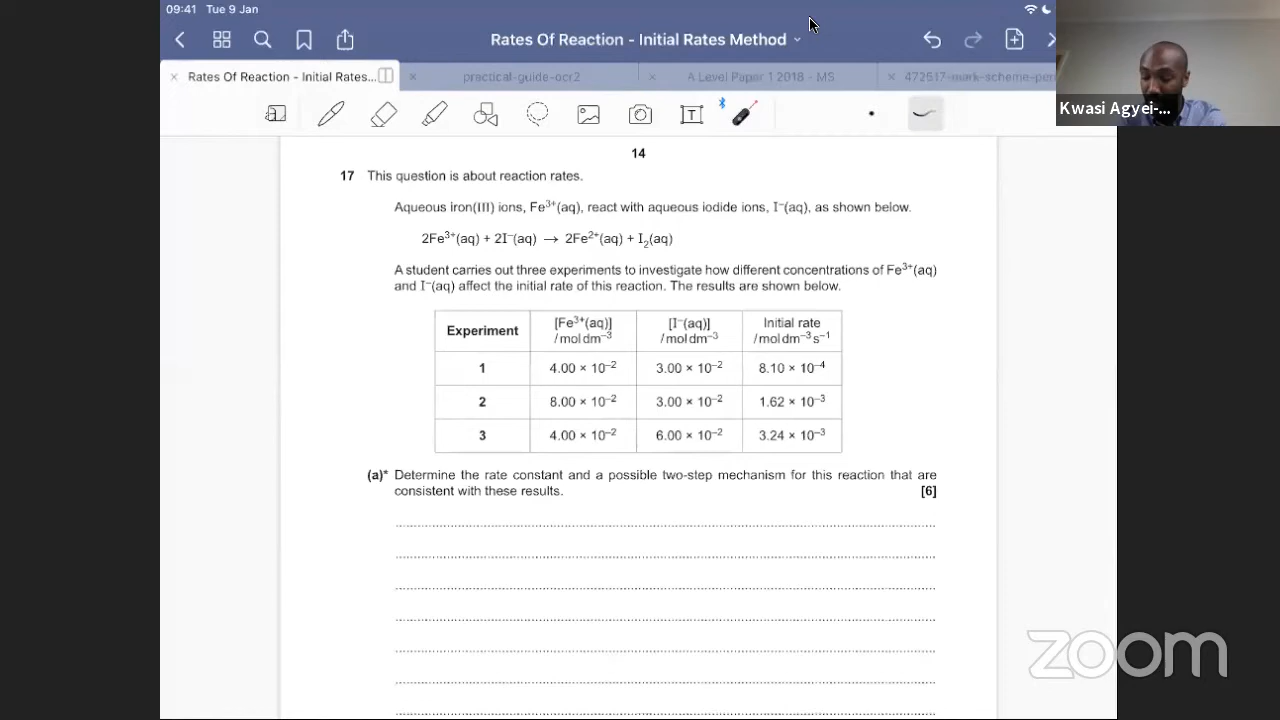 09:41 Tue 9 Jan
Rates Of Reaction - Initial Rates Method
Rates Of Reaction - Initial Rates...
practical-guide-ocr2
A Level Paper 1 2018 - MS
472517-mark-scheme-per
Kwasi Agyei-...
14
17 This question is about reaction rates.
Aqueous iron(III) ions, Fe³⁺(aq), react with aqueous iodide ions, I⁻(aq), as shown below.
2Fe³⁺(aq) + 2I⁻(aq) → 2Fe²⁺(aq) + I₂(aq)
A student carries out three experiments to investigate how different concentrations of Fe³⁺(aq)
and I⁻(aq) affect the initial rate of this reaction. The results are shown below.
Experiment [Fe³⁺(aq)] /mol dm⁻³ [I⁻(aq)] /mol dm⁻³ Initial rate /mol dm⁻³ s⁻¹
1 4.00 × 10⁻² 3.00 × 10⁻² 8.10 × 10⁻⁴
2 8.00 × 10⁻² 3.00 × 10⁻² 1.62 × 10⁻³
3 4.00 × 10⁻² 6.00 × 10⁻² 3.24 × 10⁻³
(a)* Determine the rate constant and a possible two-step mechanism for this reaction that are
consistent with these results. [6]
zoom